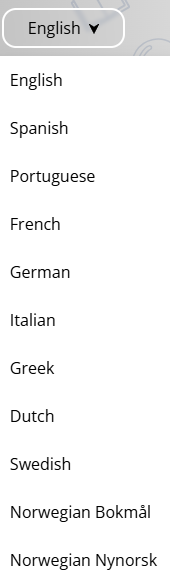 English
English
Spanish
Portuguese
French
German
Italian
Greek
Dutch
Swedish
Norwegian Bokmål
Norwegian Nynorsk